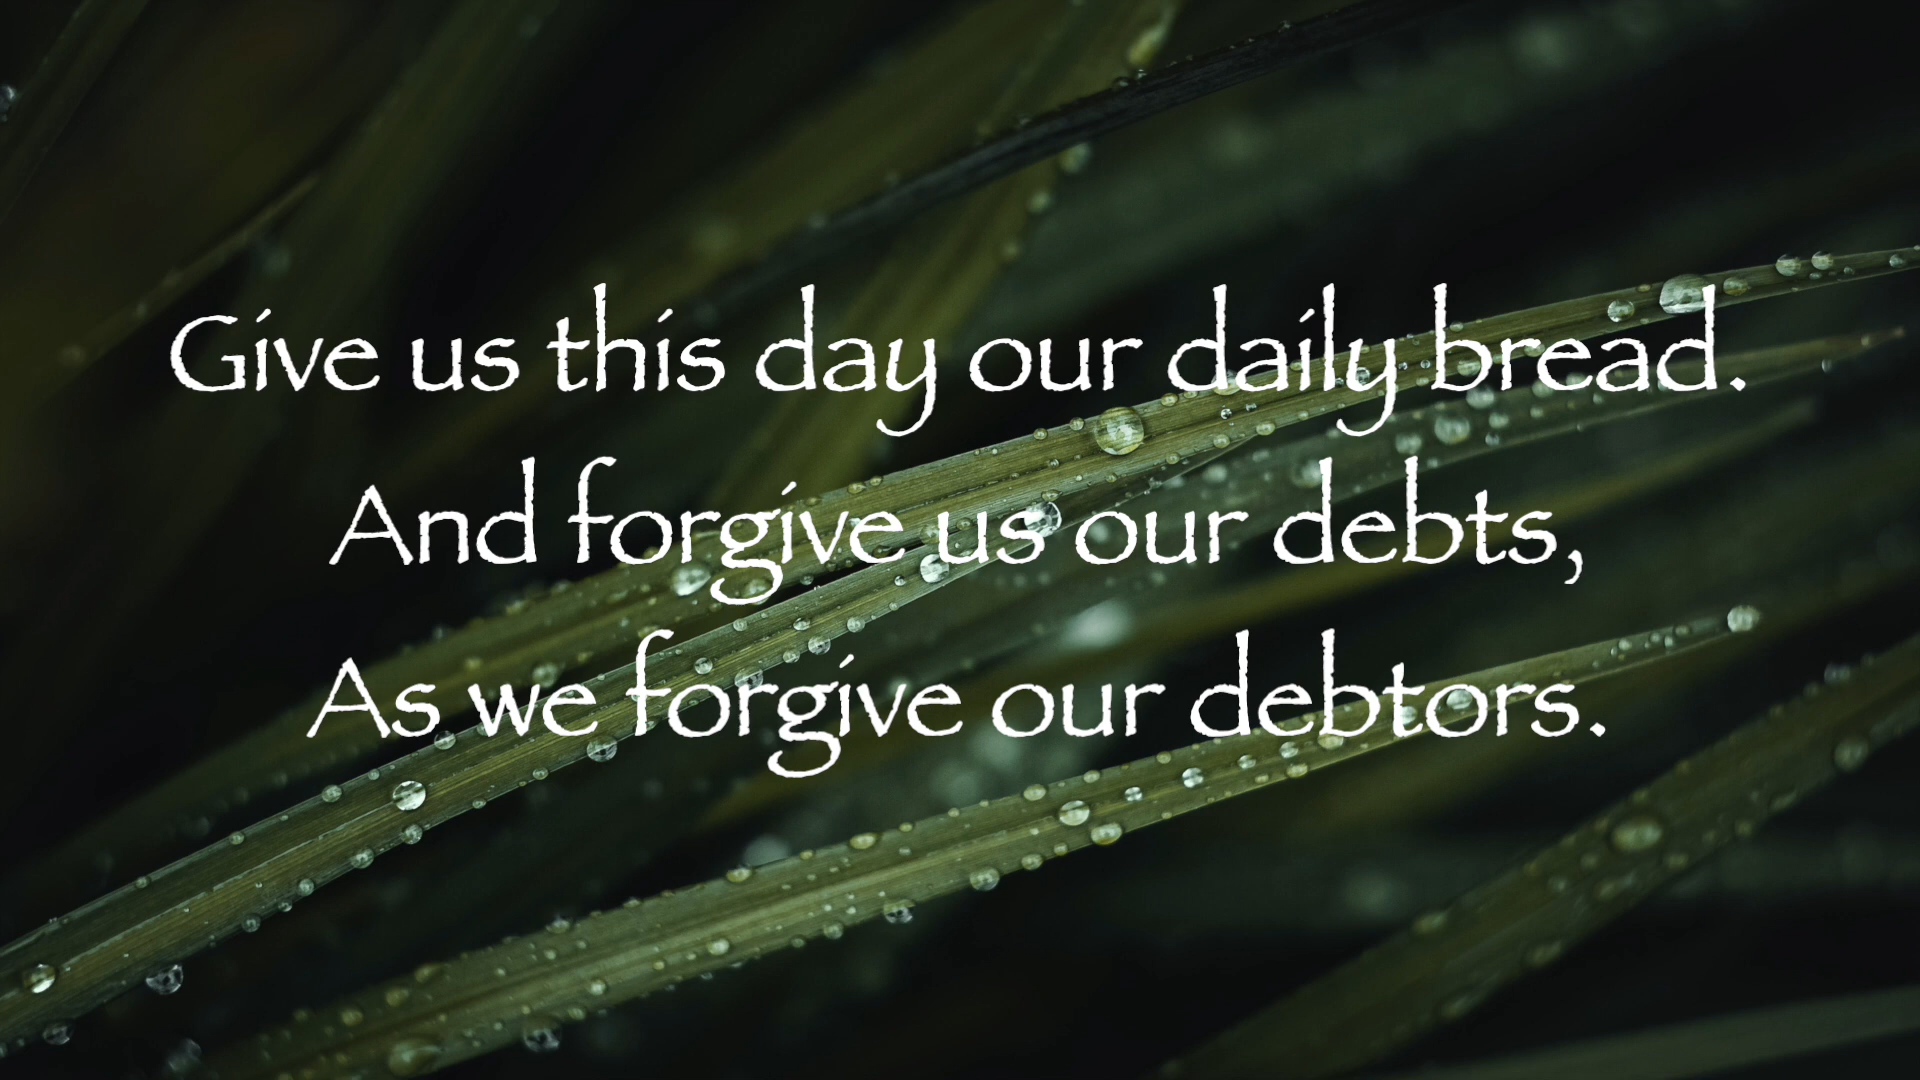 Give us this day our daily bread.
And forgive us our debts,
As we forgive our debtors.